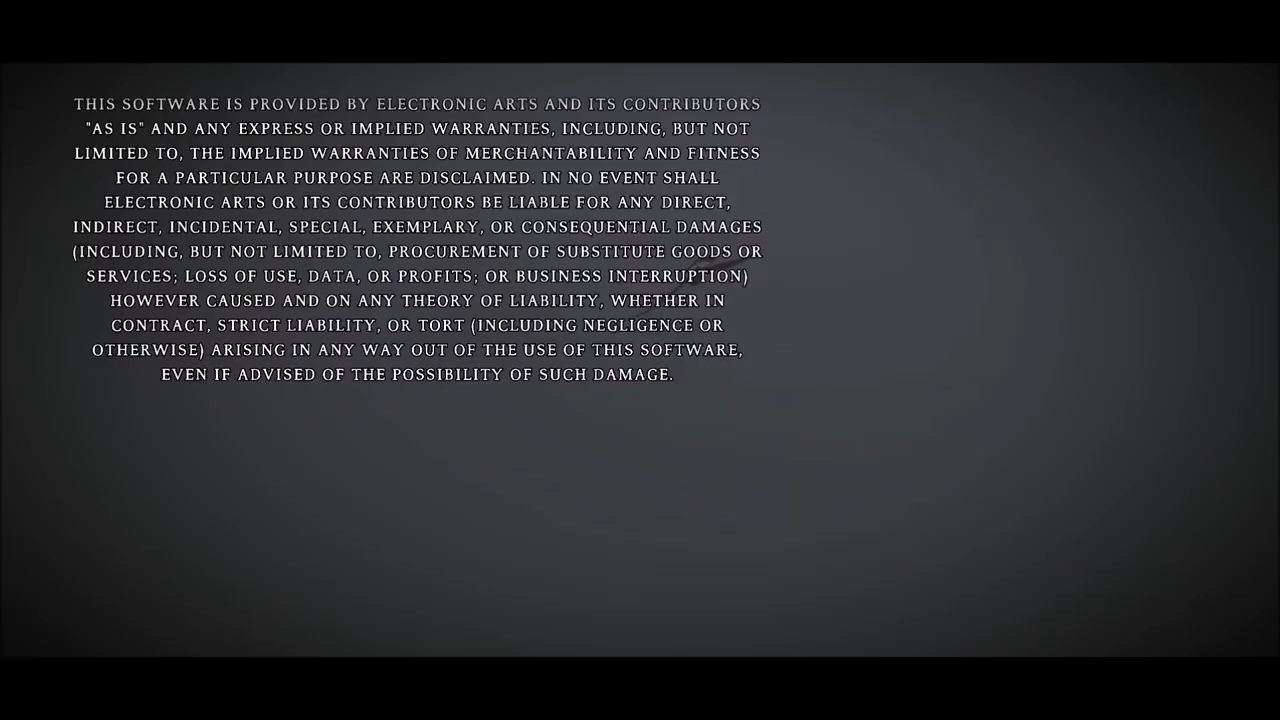 THIS SOFTWARE IS PROVIDED BY ELECTRONIC ARTS AND ITS CONTRIBUTORS
"AS IS" AND ANY EXPRESS OR IMPLIED WARRANTIES, INCLUDING, BUT NOT
LIMITED TO, THE IMPLIED WARRANTIES OF MERCHANTABILITY AND FITNESS
FOR A PARTICULAR PURPOSE ARE DISCLAIMED. IN NO EVENT SHALL
ELECTRONIC ARTS OR ITS CONTRIBUTORS BE LIABLE FOR ANY DIRECT,
INDIRECT, INCIDENTAL, SPECIAL, EXEMPLARY, OR CONSEQUENTIAL DAMAGES
(INCLUDING, BUT NOT LIMITED TO, PROCUREMENT OF SUBSTITUTE GOODS OR
SERVICES; LOSS OF USE, DATA, OR PROFITS; OR BUSINESS INTERRUPTION)
HOWEVER CAUSED AND ON ANY THEORY OF LIABILITY, WHETHER IN
CONTRACT, STRICT LIABILITY, OR TORT (INCLUDING NEGLIGENCE OR
OTHERWISE) ARISING IN ANY WAY OUT OF THE USE OF THIS SOFTWARE,
EVEN IF ADVISED OF THE POSSIBILITY OF SUCH DAMAGE.